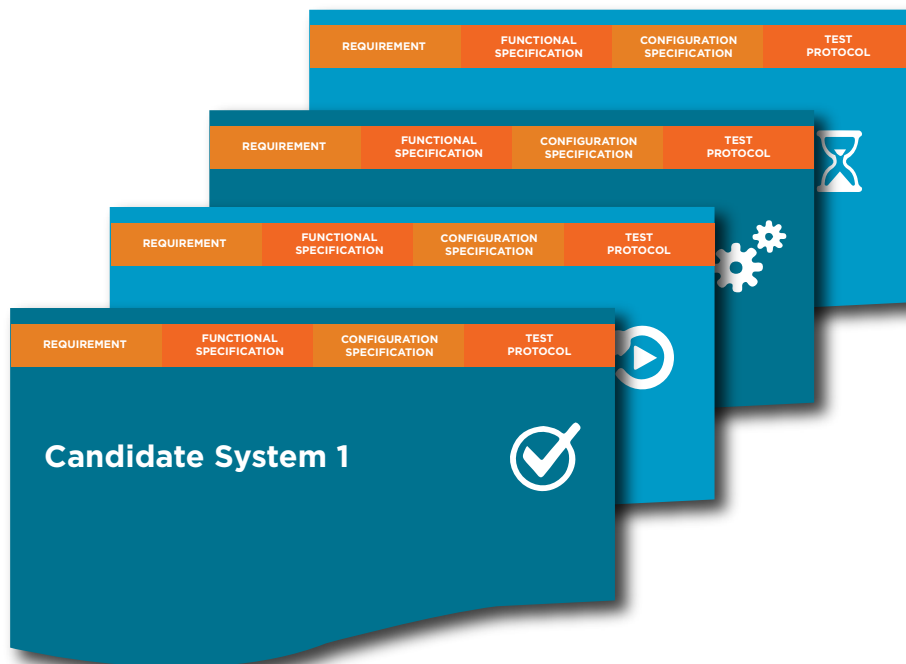 REQUIREMENT
FUNCTIONAL
SPECIFICATION
CONFIGURATION
SPECIFICATION
TEST
PROTOCOL
REQUIREMENT
FUNCTIONAL
SPECIFICATION
CONFIGURATION
SPECIFICATION
TEST
PROTOCOL
REQUIREMENT
FUNCTIONAL
SPECIFICATION
CONFIGURATION
SPECIFICATION
TEST
PROTOCOL
REQUIREMENT
FUNCTIONAL
SPECIFICATION
CONFIGURATION
SPECIFICATION
TEST
PROTOCOL
Candidate System 1